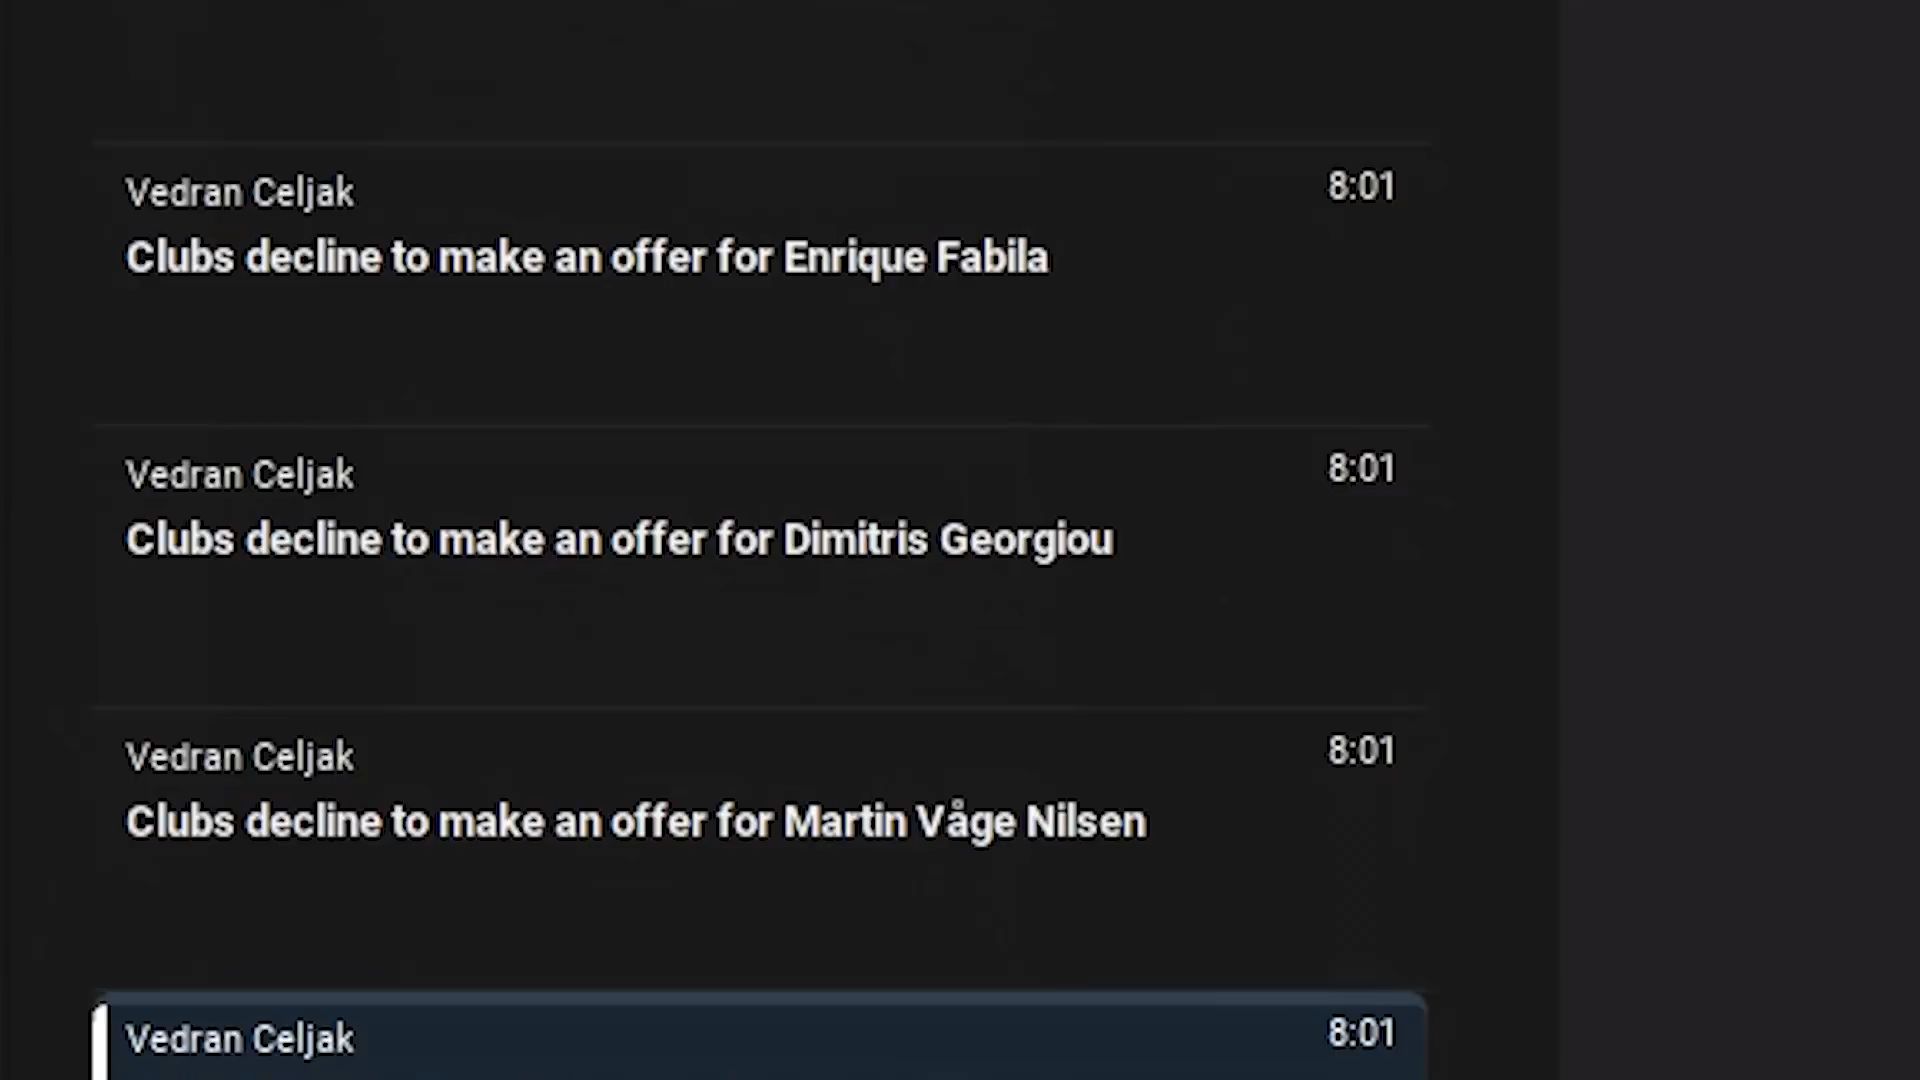 Vedran Celjak 8:01
Clubs decline to make an offer for Enrique Fabila
Vedran Celjak 8:01
Clubs decline to make an offer for Dimitris Georgiou
Vedran Celjak 8:01
Clubs decline to make an offer for Martin Våge Nilsen
Vedran Celjak 8:01